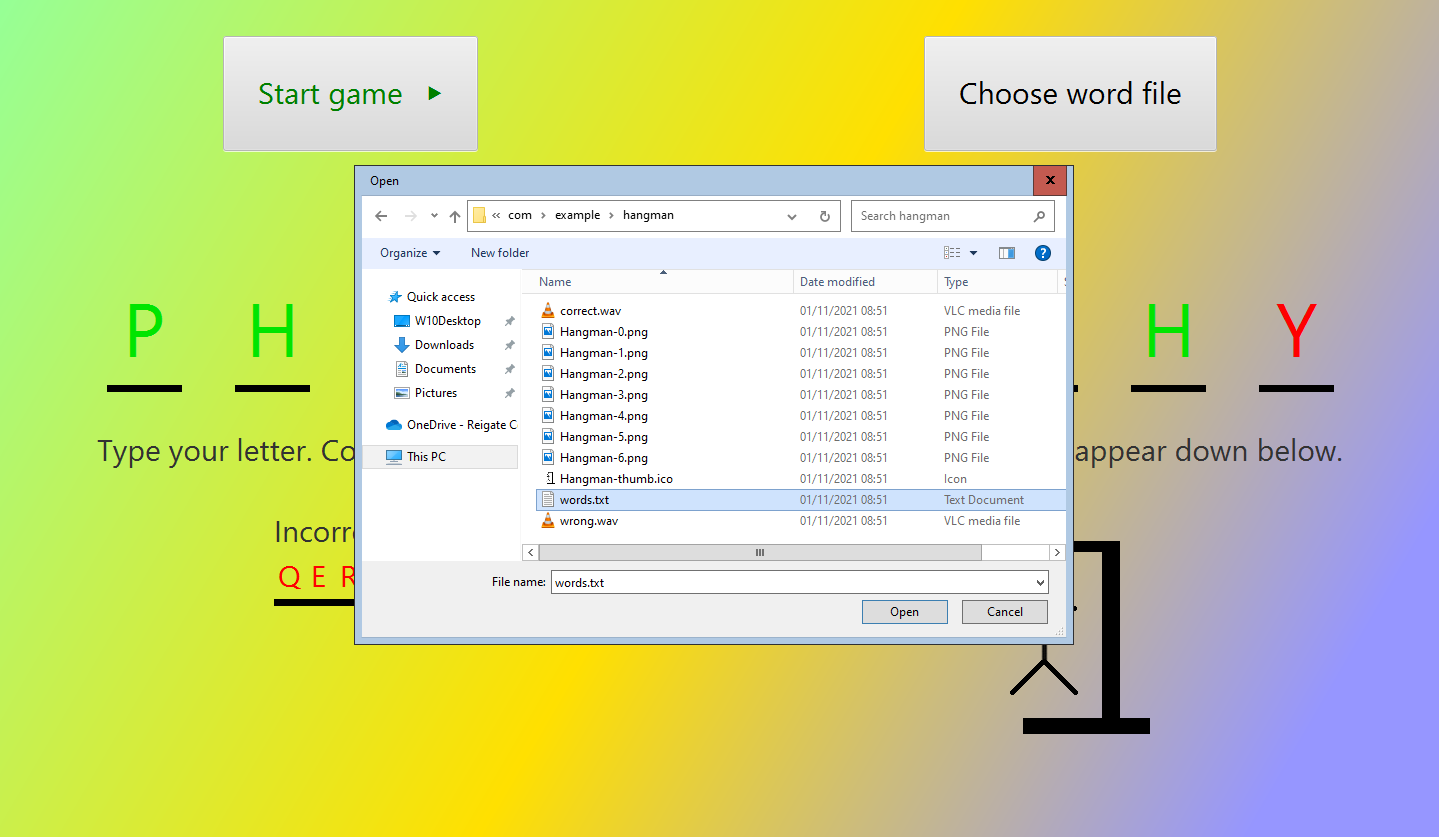 Start game ▶
Choose word file
Open
« com › example › hangman
Search hangman
Organize
New folder
Name
Date modified
Type
Quick access
W10Desktop
Downloads
Documents
Pictures
OneDrive - Reigate C
This PC
correct.wav 01/11/2021 08:51 VLC media file
Hangman-0.png 01/11/2021 08:51 PNG File
Hangman-1.png 01/11/2021 08:51 PNG File
Hangman-2.png 01/11/2021 08:51 PNG File
Hangman-3.png 01/11/2021 08:51 PNG File
Hangman-4.png 01/11/2021 08:51 PNG File
Hangman-5.png 01/11/2021 08:51 PNG File
Hangman-6.png 01/11/2021 08:51 PNG File
Hangman-thumb.ico 01/11/2021 08:51 Icon
words.txt 01/11/2021 08:51 Text Document
wrong.wav 01/11/2021 08:51 VLC media file
File name: words.txt
Open
Cancel
P H H Y
Type your letter. Co appear down below.
Incorr
Q E R